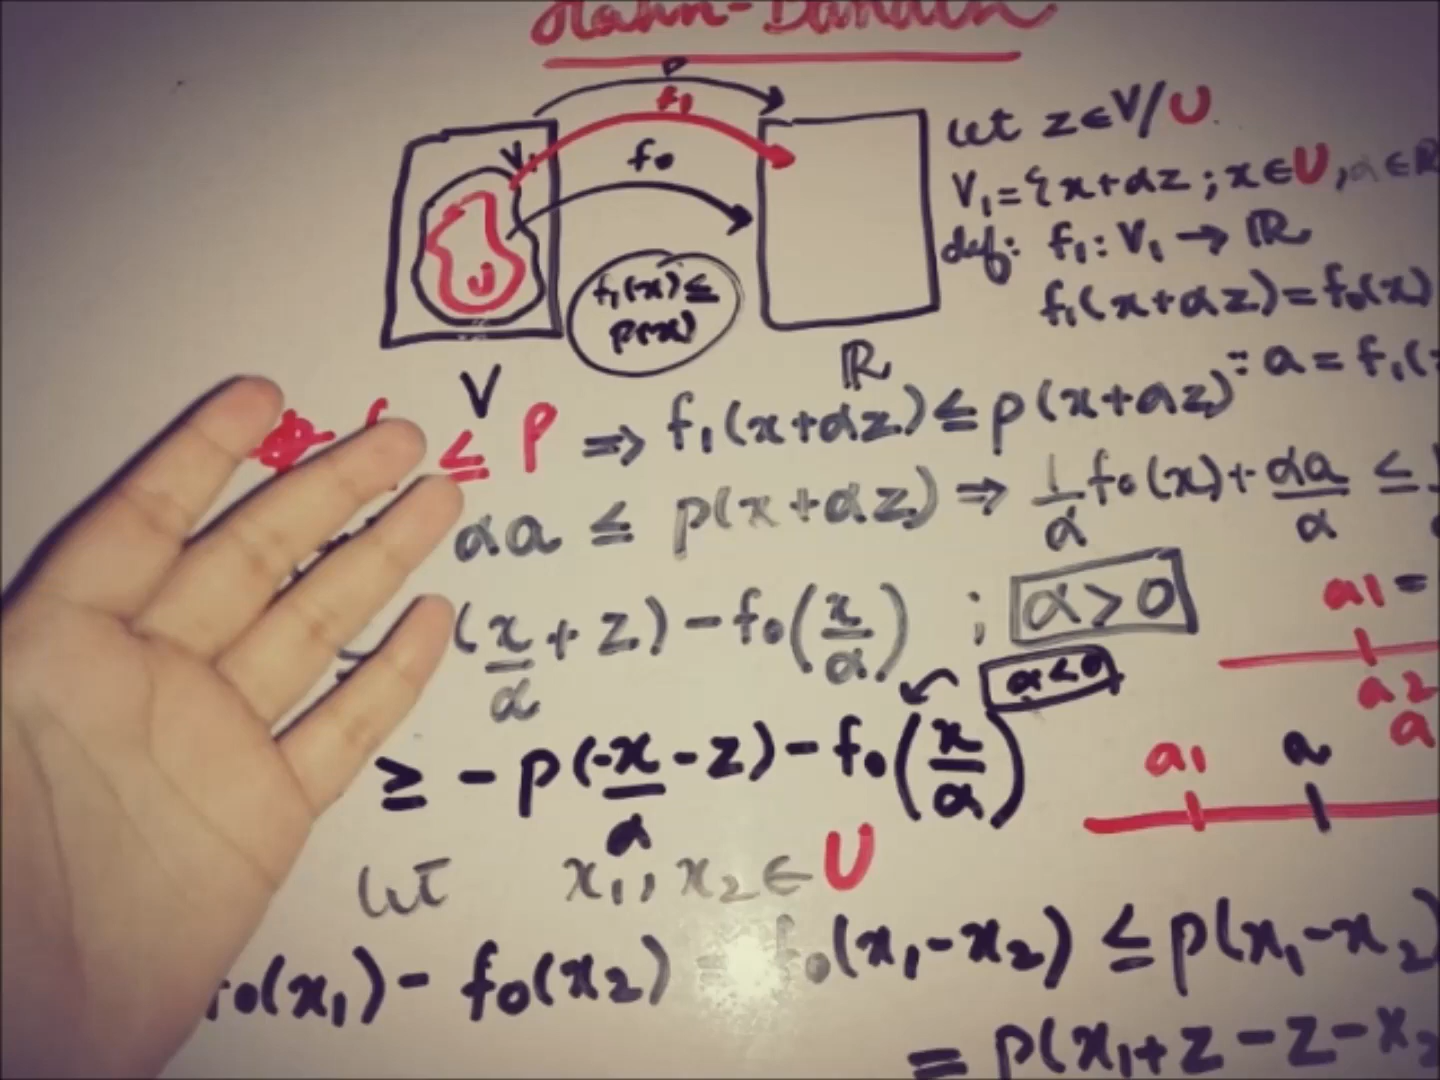 Hahn-Banach
p
f₁
V₁
f₀
U
f₁(x) ≤
p(x)
V
ℝ
let z ∈ V/U.
V₁ = {x+αz ; x ∈ U, α ∈ ℝ
def: f₁ : V₁ → ℝ
f₁(x+αz) = f₀(x)
: a = f₁(
≤ p ⇒ f₁(x+αz) ≤ p(x+αz)
αa ≤ p(x+αz) ⇒ 1/α f₀(x) + αa/α ≤
(x/α + z) - f₀(x/α) ; α > 0
α < 0
≥ - p(-x/α - z) - f₀(x/α)
a1 =
a2
a
a1 a
let x₁, x₂ ∈ U
f₀(x₁) - f₀(x₂) = f₀(x₁-x₂) ≤ p(x₁-x₂)
= p(x₁+z-z-x₂